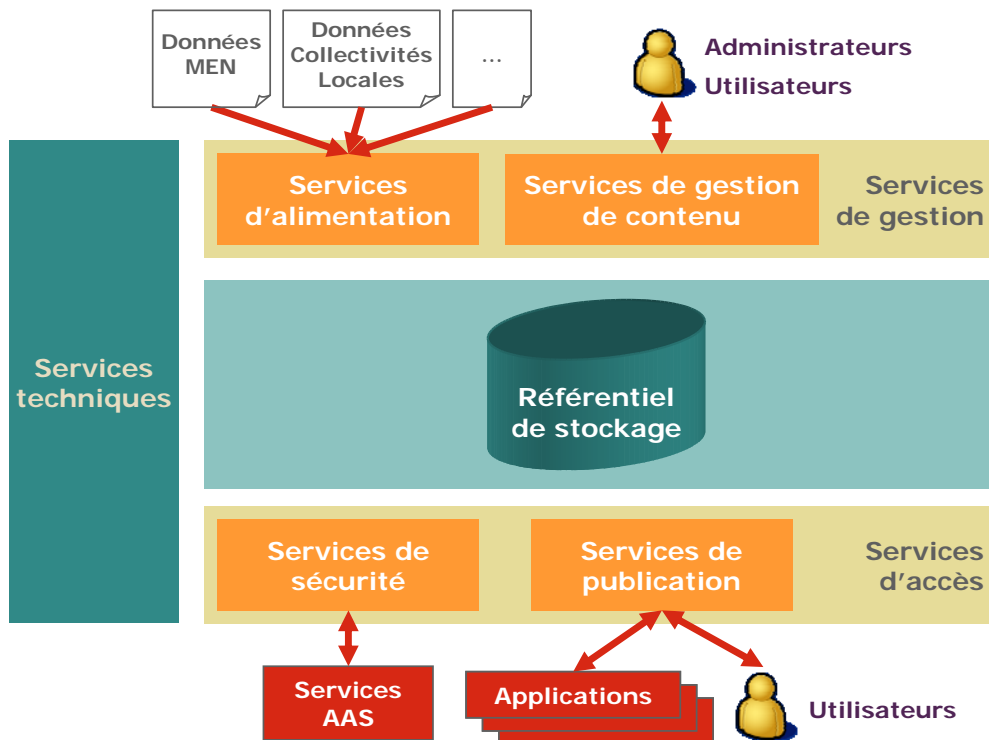 Données
MEN
Données
Collectivités
Locales
...
Administrateurs
Utilisateurs
Services
d'alimentation
Services de gestion
de contenu
Services
de gestion
Services
techniques
Référentiel
de stockage
Services de
sécurité
Services de
publication
Services
d'accès
Services
AAS
Applications
Utilisateurs